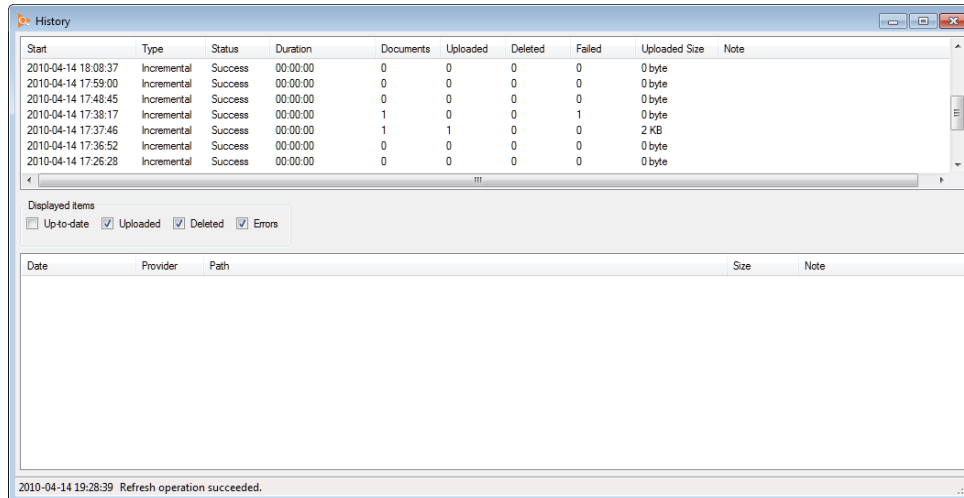 History
Start Type Status Duration Documents Uploaded Deleted Failed Uploaded Size Note
2010-04-14 18:08:37 Incremental Success 00:00:00 0 0 0 0 0 byte
2010-04-14 17:59:00 Incremental Success 00:00:00 0 0 0 0 0 byte
2010-04-14 17:48:45 Incremental Success 00:00:00 0 0 0 0 0 byte
2010-04-14 17:38:17 Incremental Success 00:00:00 1 0 0 1 0 byte
2010-04-14 17:37:46 Incremental Success 00:00:00 1 1 0 0 2 KB
2010-04-14 17:36:52 Incremental Success 00:00:00 0 0 0 0 0 byte
2010-04-14 17:26:28 Incremental Success 00:00:00 0 0 0 0 0 byte
Displayed items
Up-to-date Uploaded Deleted Errors
Date Provider Path Size Note
2010-04-14 19:28:39 Refresh operation succeeded.